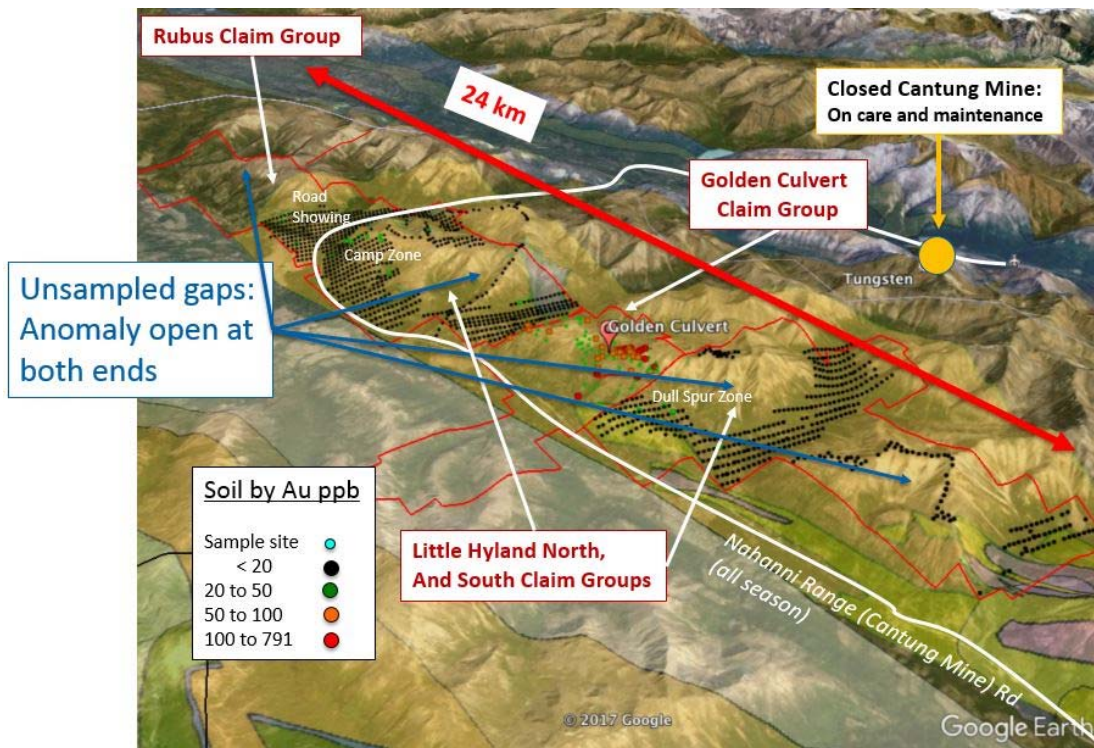 Rubus Claim Group
24 km
Closed Cantung Mine:
On care and maintenance
Golden Culvert
Claim Group
Road
Showing
Camp Zone
Tungsten
Unsampled gaps:
Anomaly open at
both ends
Golden Culvert
Dull Spur Zone
Soil by Au ppb
Sample site
< 20
20 to 50
50 to 100
100 to 791
Little Hyland North,
And South Claim Groups
Nahanni Range (Cantung Mine) Rd
(all season)
© 2017 Google
Google Earth